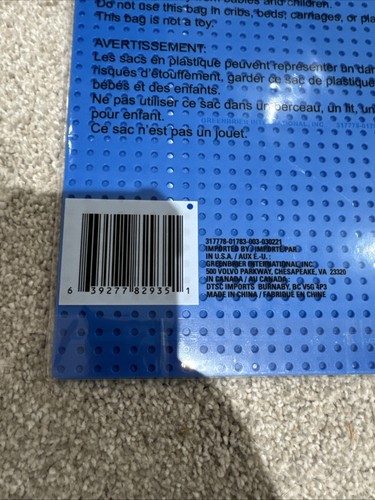 from babies and children.
Do not use this bag in cribs, beds, carriages, or
This bag is not a toy.
AVERTISSEMENT:
Les sacs en plastique peuvent représenter un
risques d'étouffement, garder ce sac de plastique
bébés et des enfants.
Ne pas utiliser ce sac dans un berceau, un lit, un
pour enfant.
Ce sac n'est pas un jouet.
317778-01783-003-030221
IMPORTED BY / IMPORTÉ PAR
IN U.S.A. / AUX É.-U. :
GREENBRIER INTERNATIONAL, INC.
500 VOLVO PARKWAY, CHESAPEAKE, VA 23320
IN CANADA / AU CANADA:
DTSC IMPORTS BURNABY, BC V5G 4P3
MADE IN CHINA / FABRIQUÉ EN CHINE
6 39277 82935 1